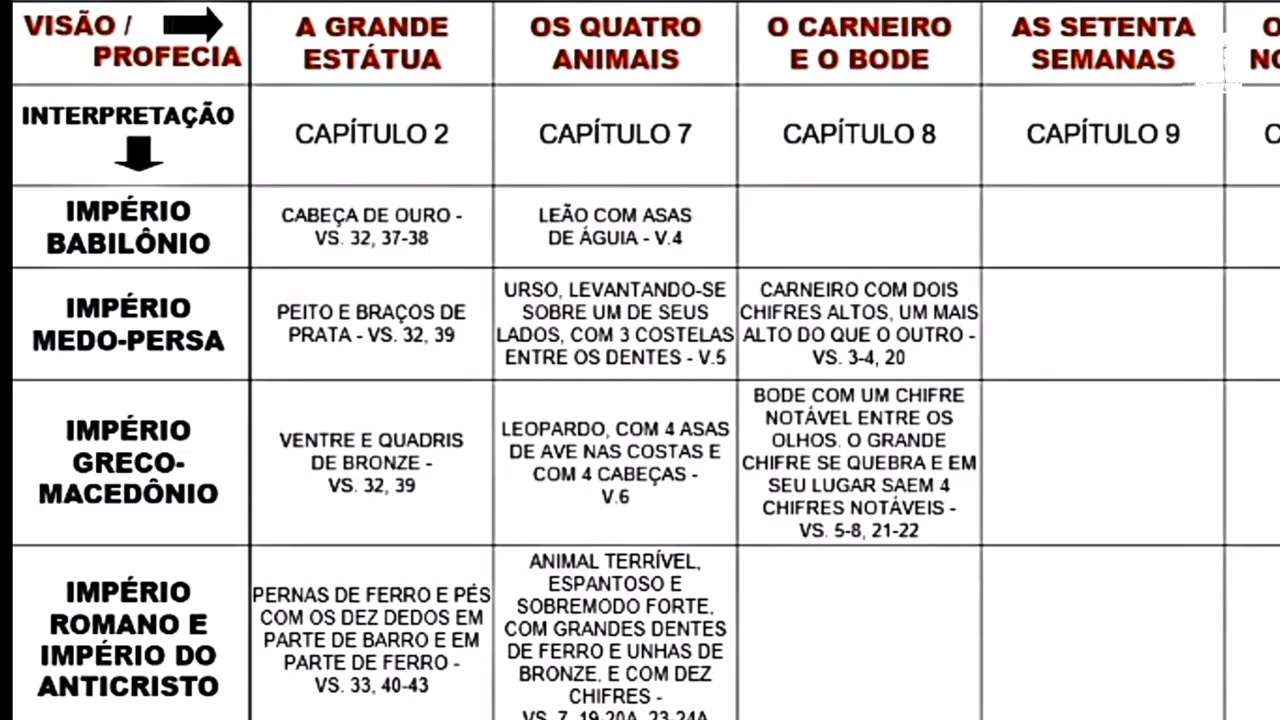 VISÃO /
PROFECIA
A GRANDE
ESTÁTUA
OS QUATRO
ANIMAIS
O CARNEIRO
E O BODE
AS SETENTA
SEMANAS
INTERPRETAÇÃO
CAPÍTULO 2
CAPÍTULO 7
CAPÍTULO 8
CAPÍTULO 9
IMPÉRIO
BABILÔNIO
CABEÇA DE OURO -
VS. 32, 37-38
LEÃO COM ASAS
DE ÁGUIA - V.4
IMPÉRIO
MEDO-PERSA
PEITO E BRAÇOS DE
PRATA - VS. 32, 39
URSO, LEVANTANDO-SE
SOBRE UM DE SEUS
LADOS, COM 3 COSTELAS
ENTRE OS DENTES - V.5
CARNEIRO COM DOIS
CHIFRES ALTOS, UM MAIS
ALTO DO QUE O OUTRO -
VS. 3-4, 20
IMPÉRIO
GRECO-
MACEDÔNIO
VENTRE E QUADRIS
DE BRONZE -
VS. 32, 39
LEOPARDO, COM 4 ASAS
DE AVE NAS COSTAS E
COM 4 CABEÇAS -
V.6
BODE COM UM CHIFRE
NOTÁVEL ENTRE OS
OLHOS. O GRANDE
CHIFRE SE QUEBRA E EM
SEU LUGAR SAEM 4
CHIFRES NOTÁVEIS -
VS. 5-8, 21-22
IMPÉRIO
ROMANO E
IMPÉRIO DO
ANTICRISTO
PERNAS DE FERRO E PÉS
COM OS DEZ DEDOS EM
PARTE DE BARRO E EM
PARTE DE FERRO -
VS. 33, 40-43
ANIMAL TERRÍVEL,
ESPANTOSO E
SOBREMODO FORTE,
COM GRANDES DENTES
DE FERRO E UNHAS DE
BRONZE, E COM DEZ
CHIFRES -
VS. 7, 19-20A, 23-24A